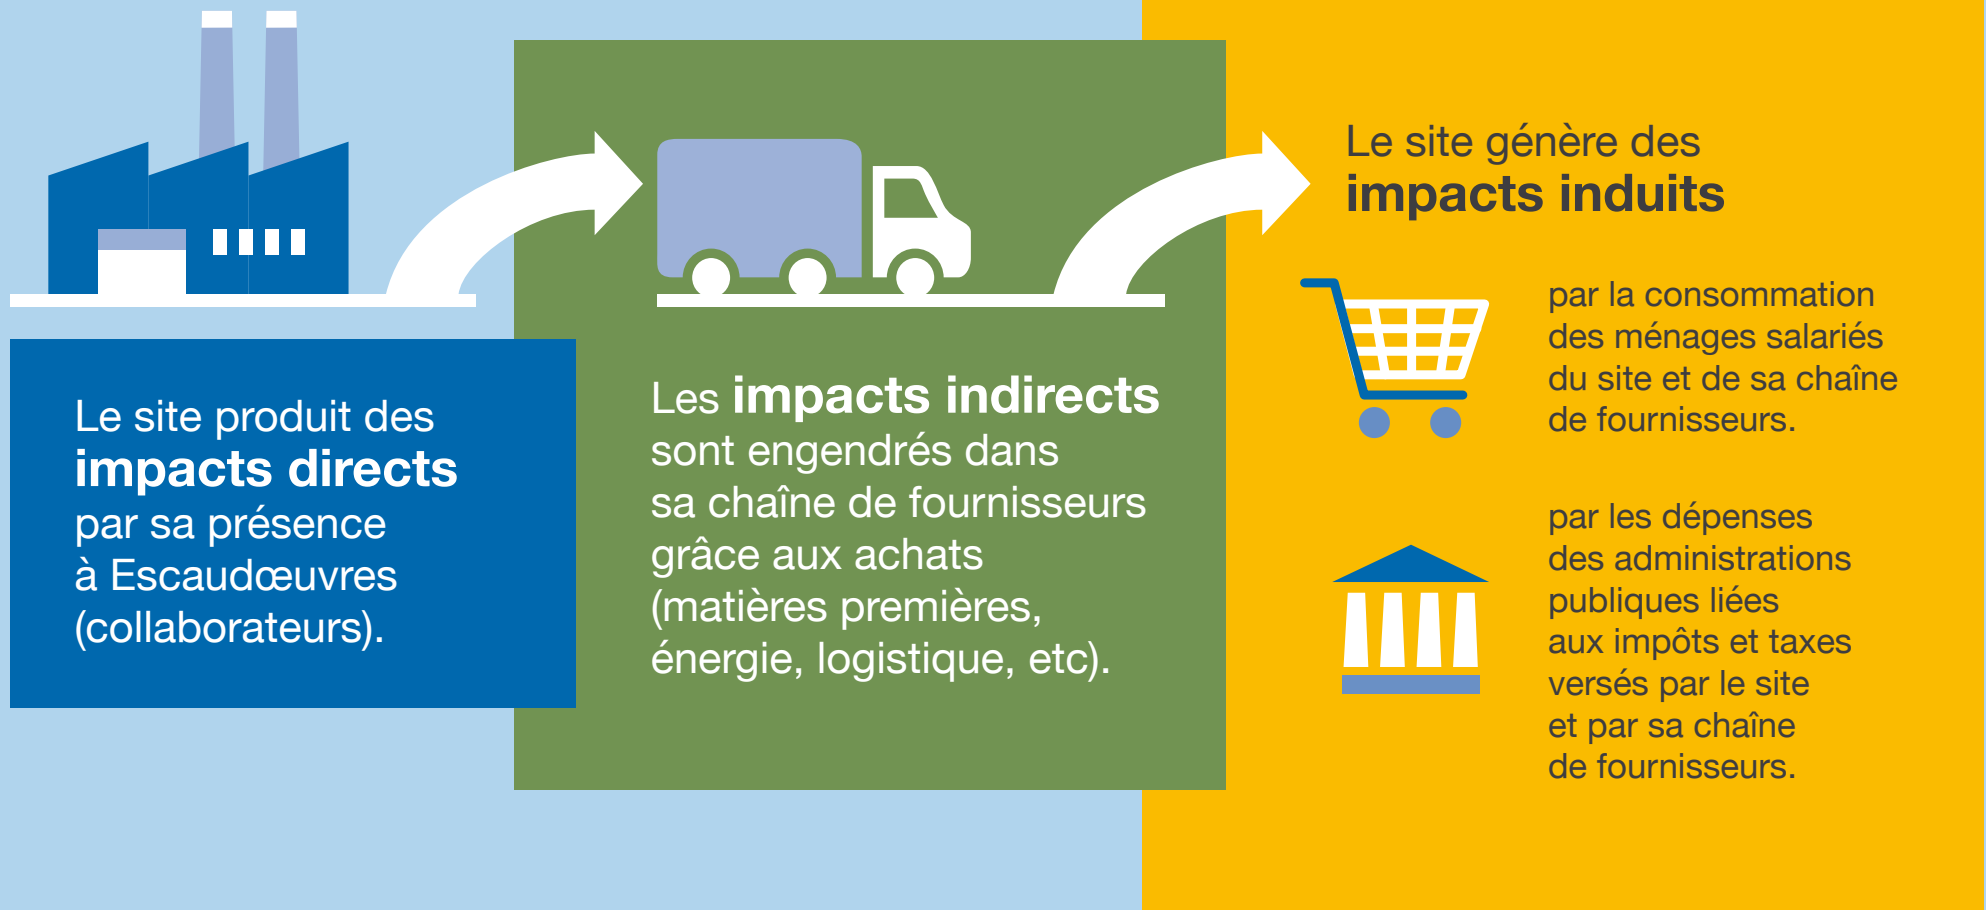 Le site produit des
impacts directs
par sa présence
à Escaudœuvres
(collaborateurs).
Les impacts indirects
sont engendrés dans
sa chaîne de fournisseurs
grâce aux achats
(matières premières,
énergie, logistique, etc).
Le site génère des
impacts induits
par la consommation
des ménages salariés
du site et de sa chaîne
de fournisseurs.
par les dépenses
des administrations
publiques liées
aux impôts et taxes
versés par le site
et par sa chaîne
de fournisseurs.